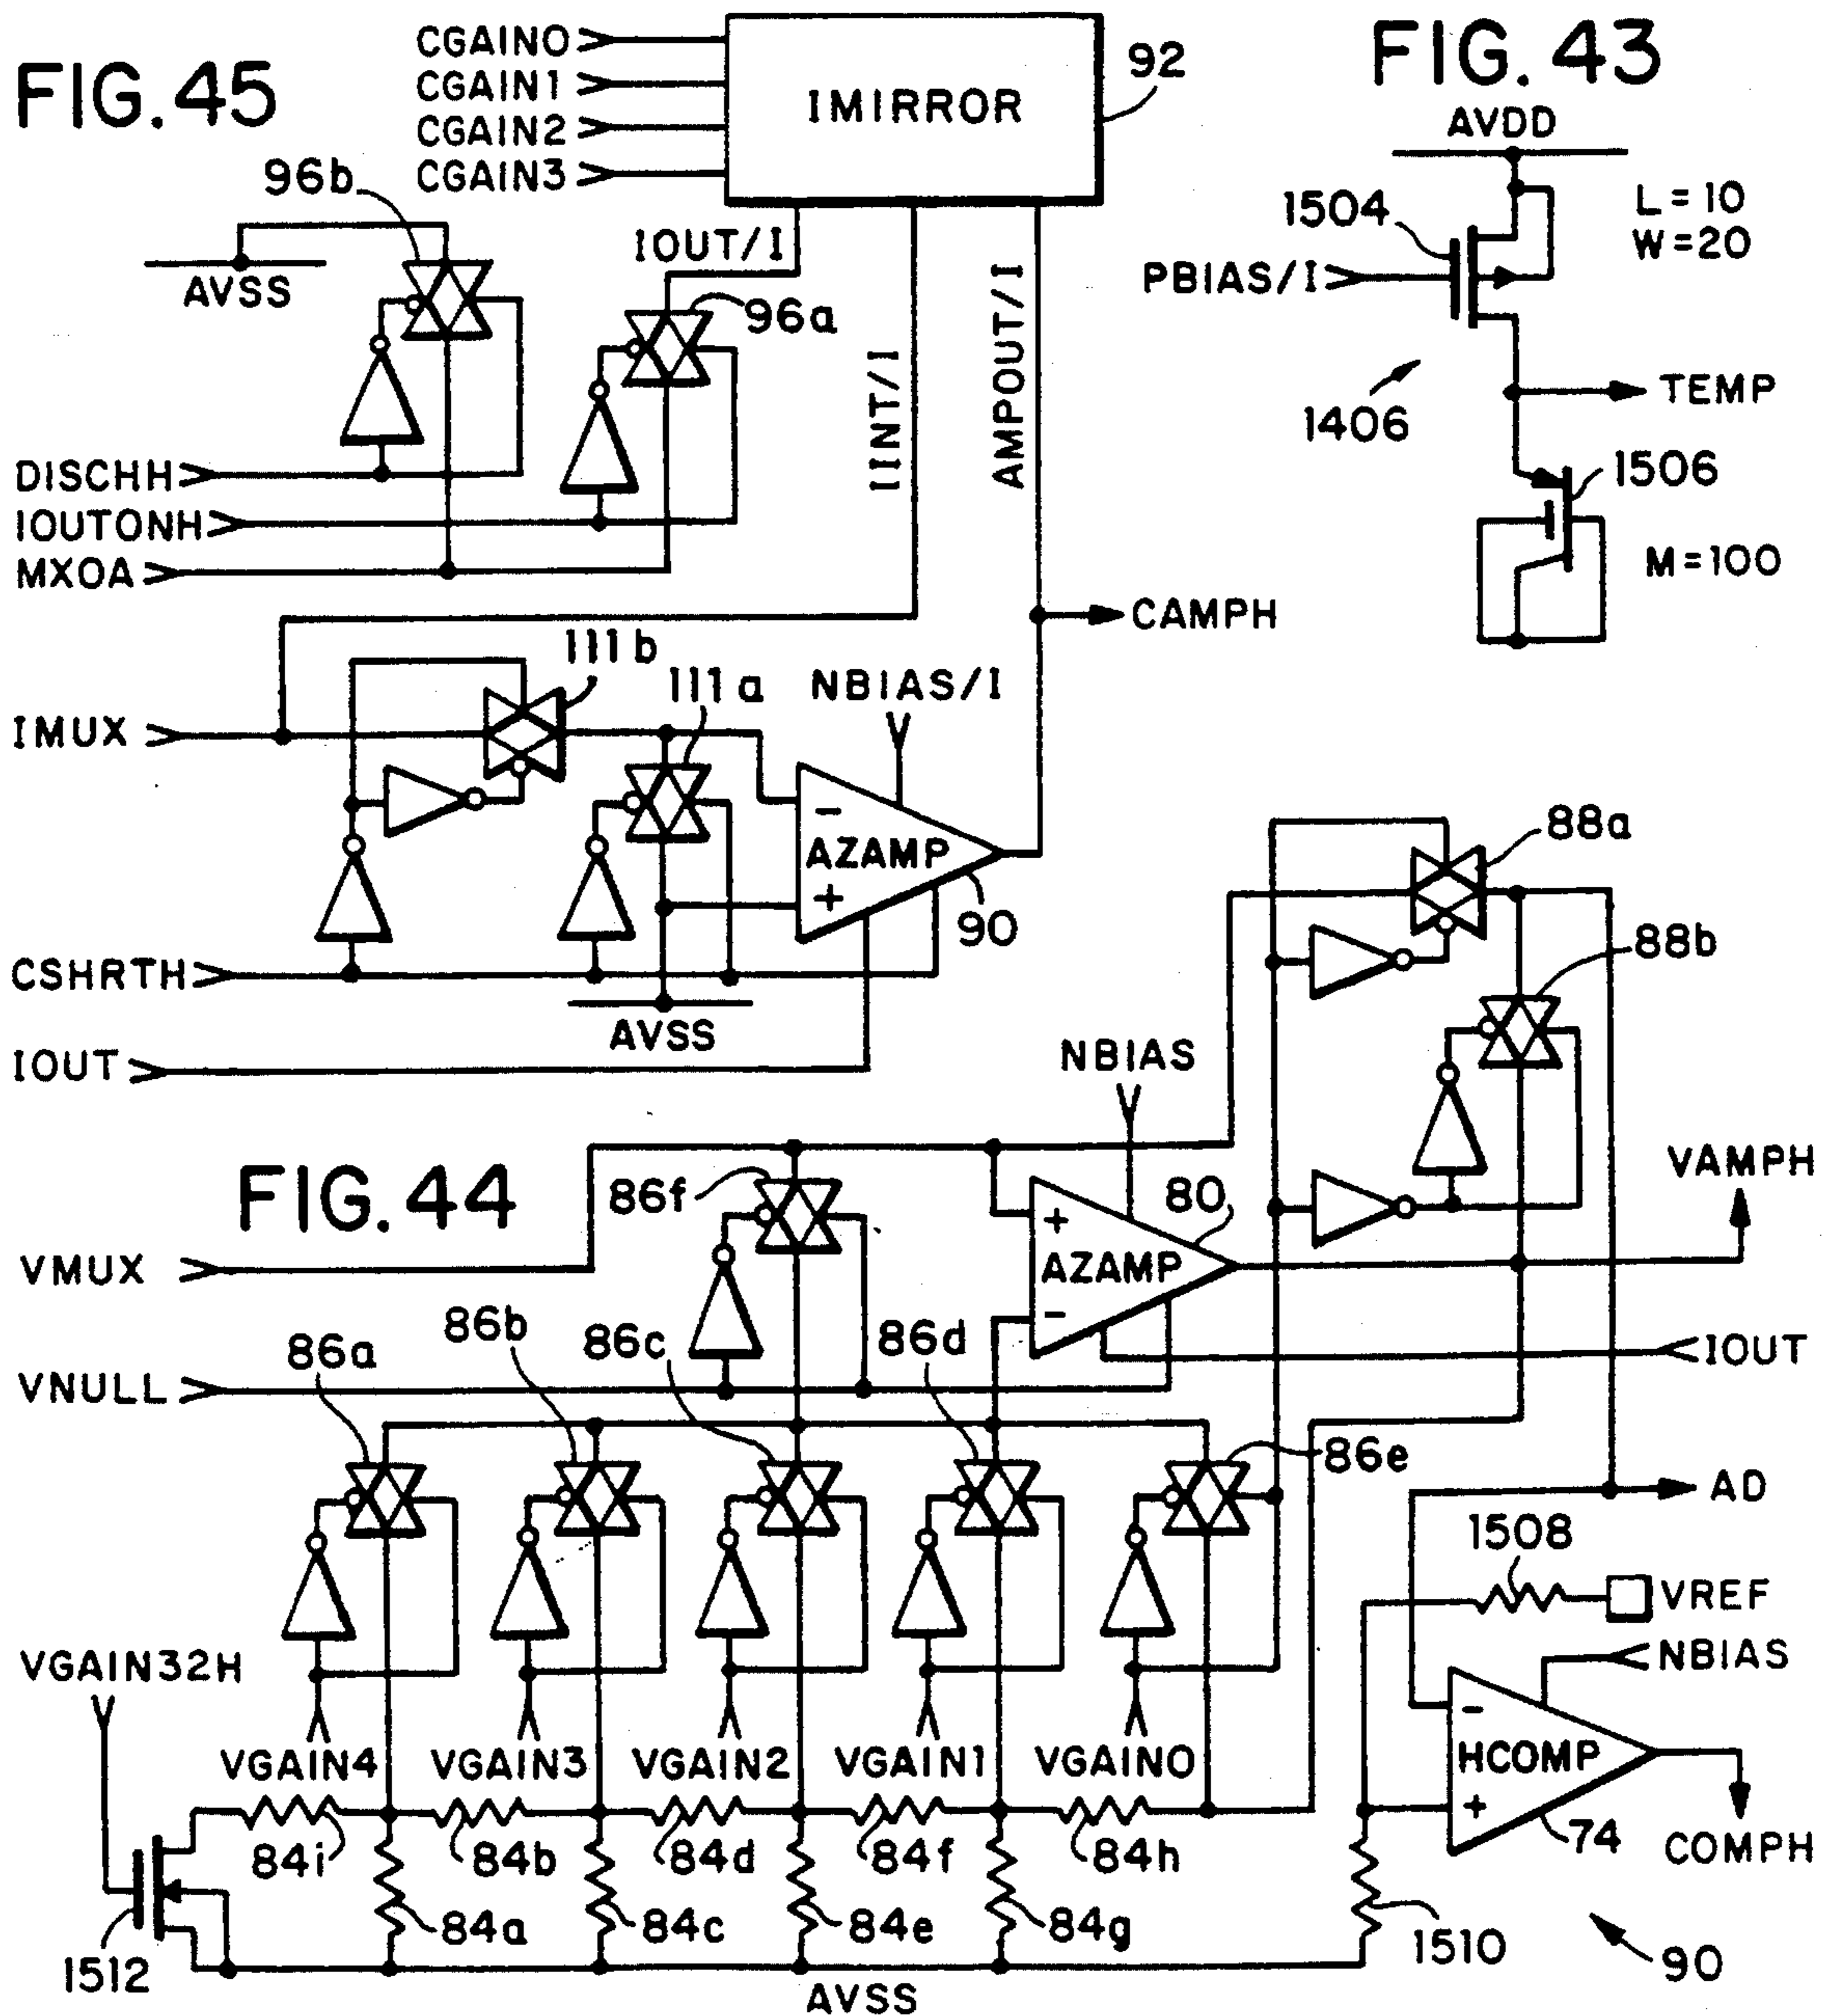 FIG. 45
CGAIN0
CGAIN1
CGAIN2
CGAIN3
IMIRROR
92
96b
AVSS
IOUT/I
96a
IINT/I
AMPOUT/I
DISCHH
IOUTONH
MXOA
CAMPH
111b
111a
NBIAS/I
IMUX
-
AZAMP
+
90
CSHRTH
AVSS
IOUT
FIG. 43
AVDD
1504
L=10
W=20
PBIAS/I
1406
TEMP
1506
M=100
FIG. 44
88a
88b
NBIAS
VAMPH
86f
80
+
AZAMP
-
VMUX
86a
86b
86c
86d
IOUT
VNULL
86e
AD
1508
VREF
NBIAS
VGAIN32H
VGAIN4
VGAIN3
VGAIN2
VGAIN1
VGAIN0
-
HCOMP
+
74
COMPH
84i
84b
84d
84f
84h
1512
84a
84c
84e
84g
1510
90
AVSS